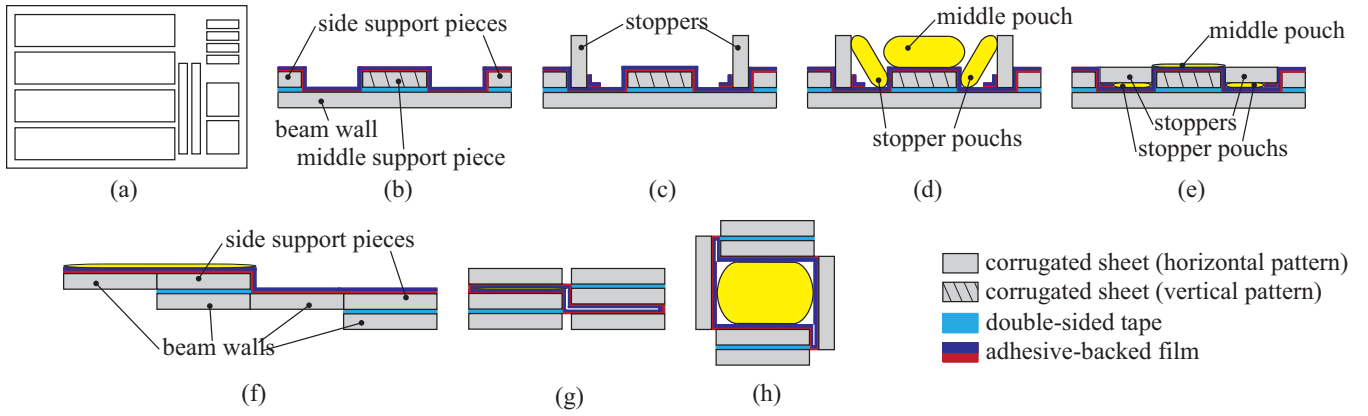 side support pieces
beam wall
middle support piece
stoppers
middle pouch
stopper pouchs
middle pouch
stoppers
stopper pouchs
(a)
(b)
(c)
(d)
(e)
side support pieces
beam walls
(f)
(g)
(h)
corrugated sheet (horizontal pattern)
corrugated sheet (vertical pattern)
double-sided tape
adhesive-backed film